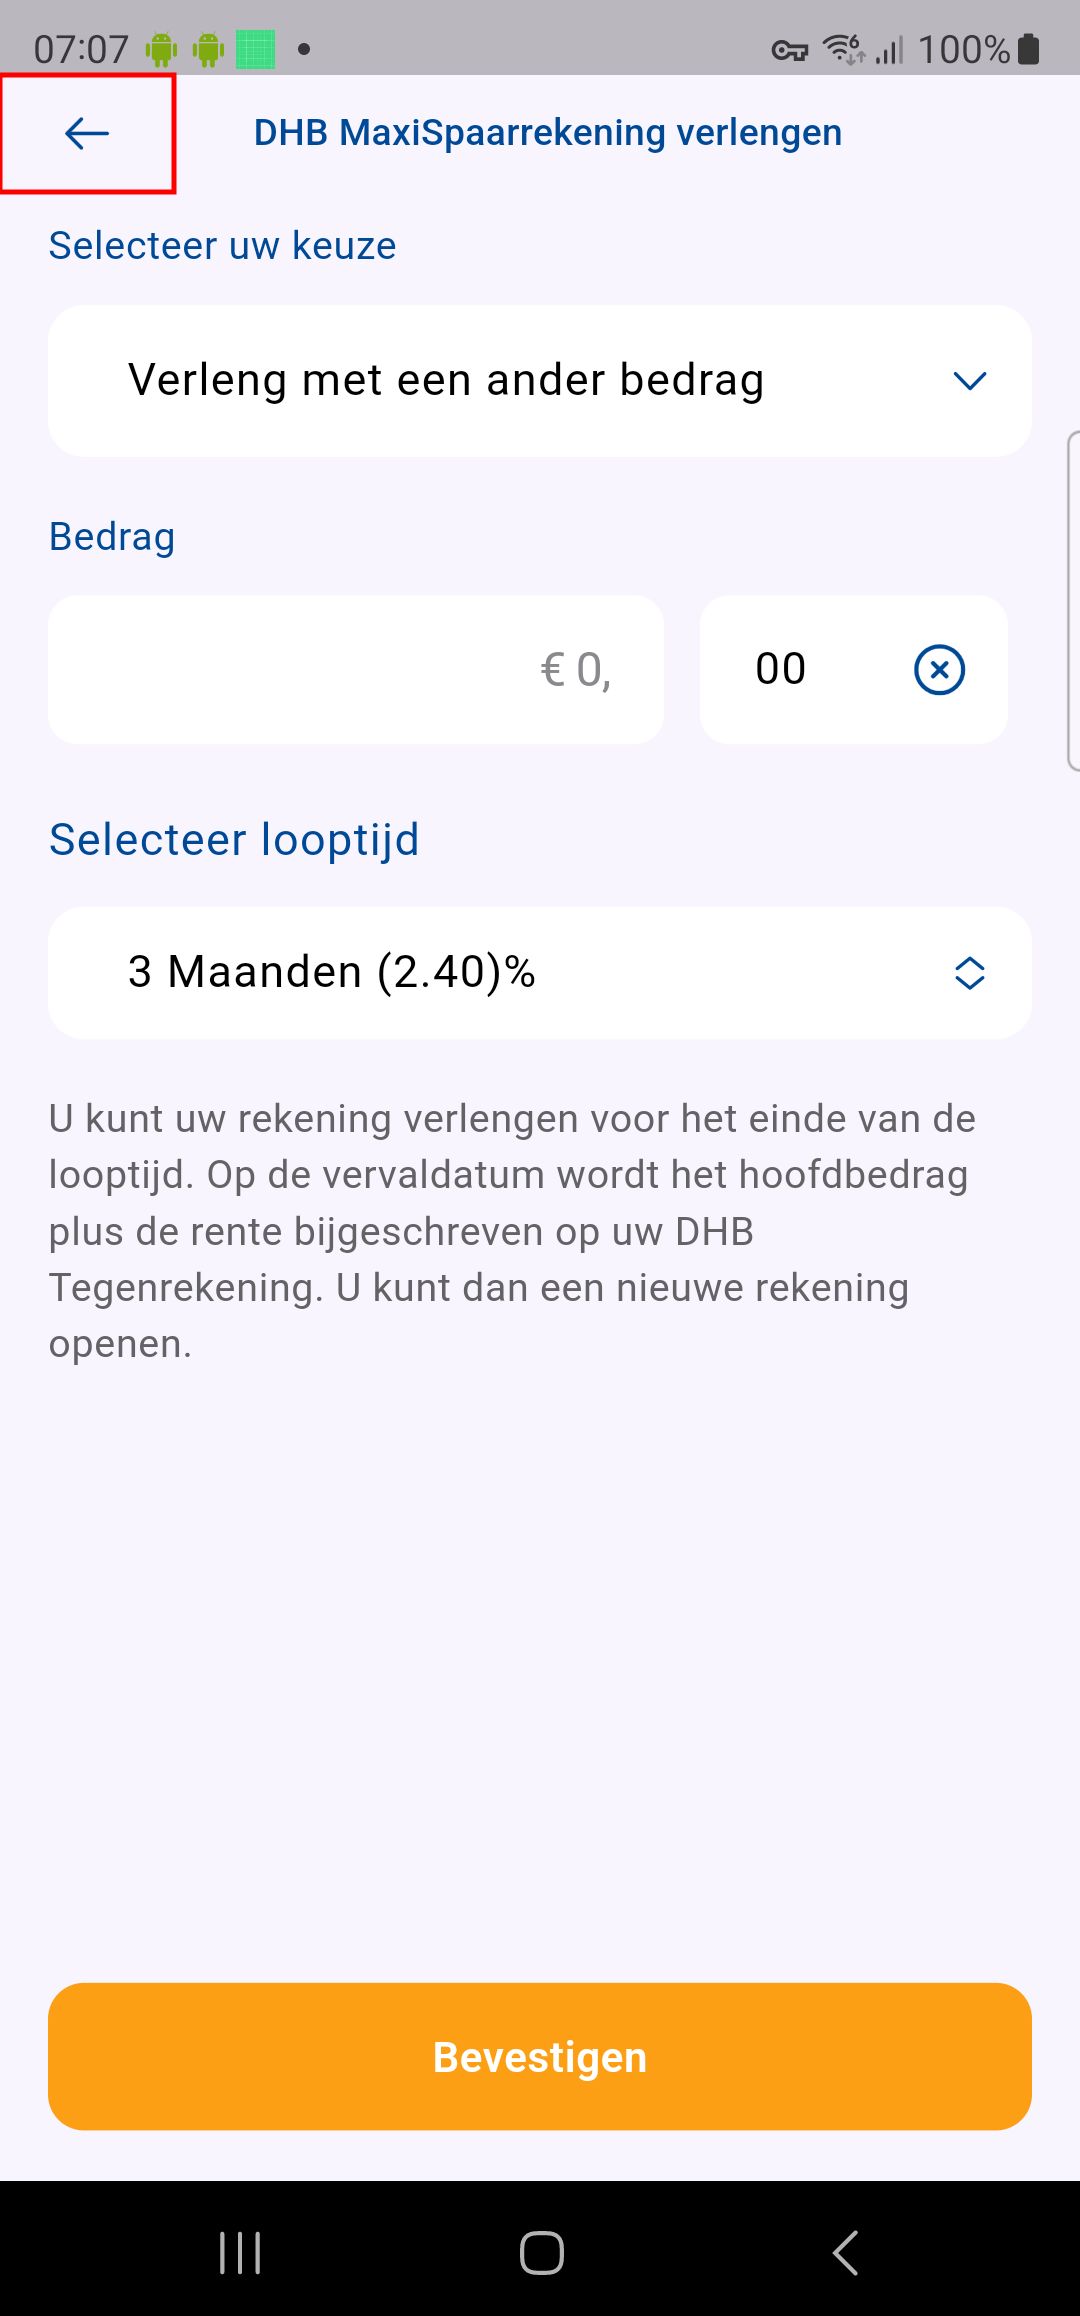 07:07
6
100%
DHB MaxiSpaarrekening verlengen
Selecteer uw keuze
Verleng met een ander bedrag
Bedrag
€ 0,
00
Selecteer looptijd
3 Maanden (2.40)%
U kunt uw rekening verlengen voor het einde van de
looptijd. Op de vervaldatum wordt het hoofdbedrag
plus de rente bijgeschreven op uw DHB
Tegenrekening. U kunt dan een nieuwe rekening
openen.
Bevestigen